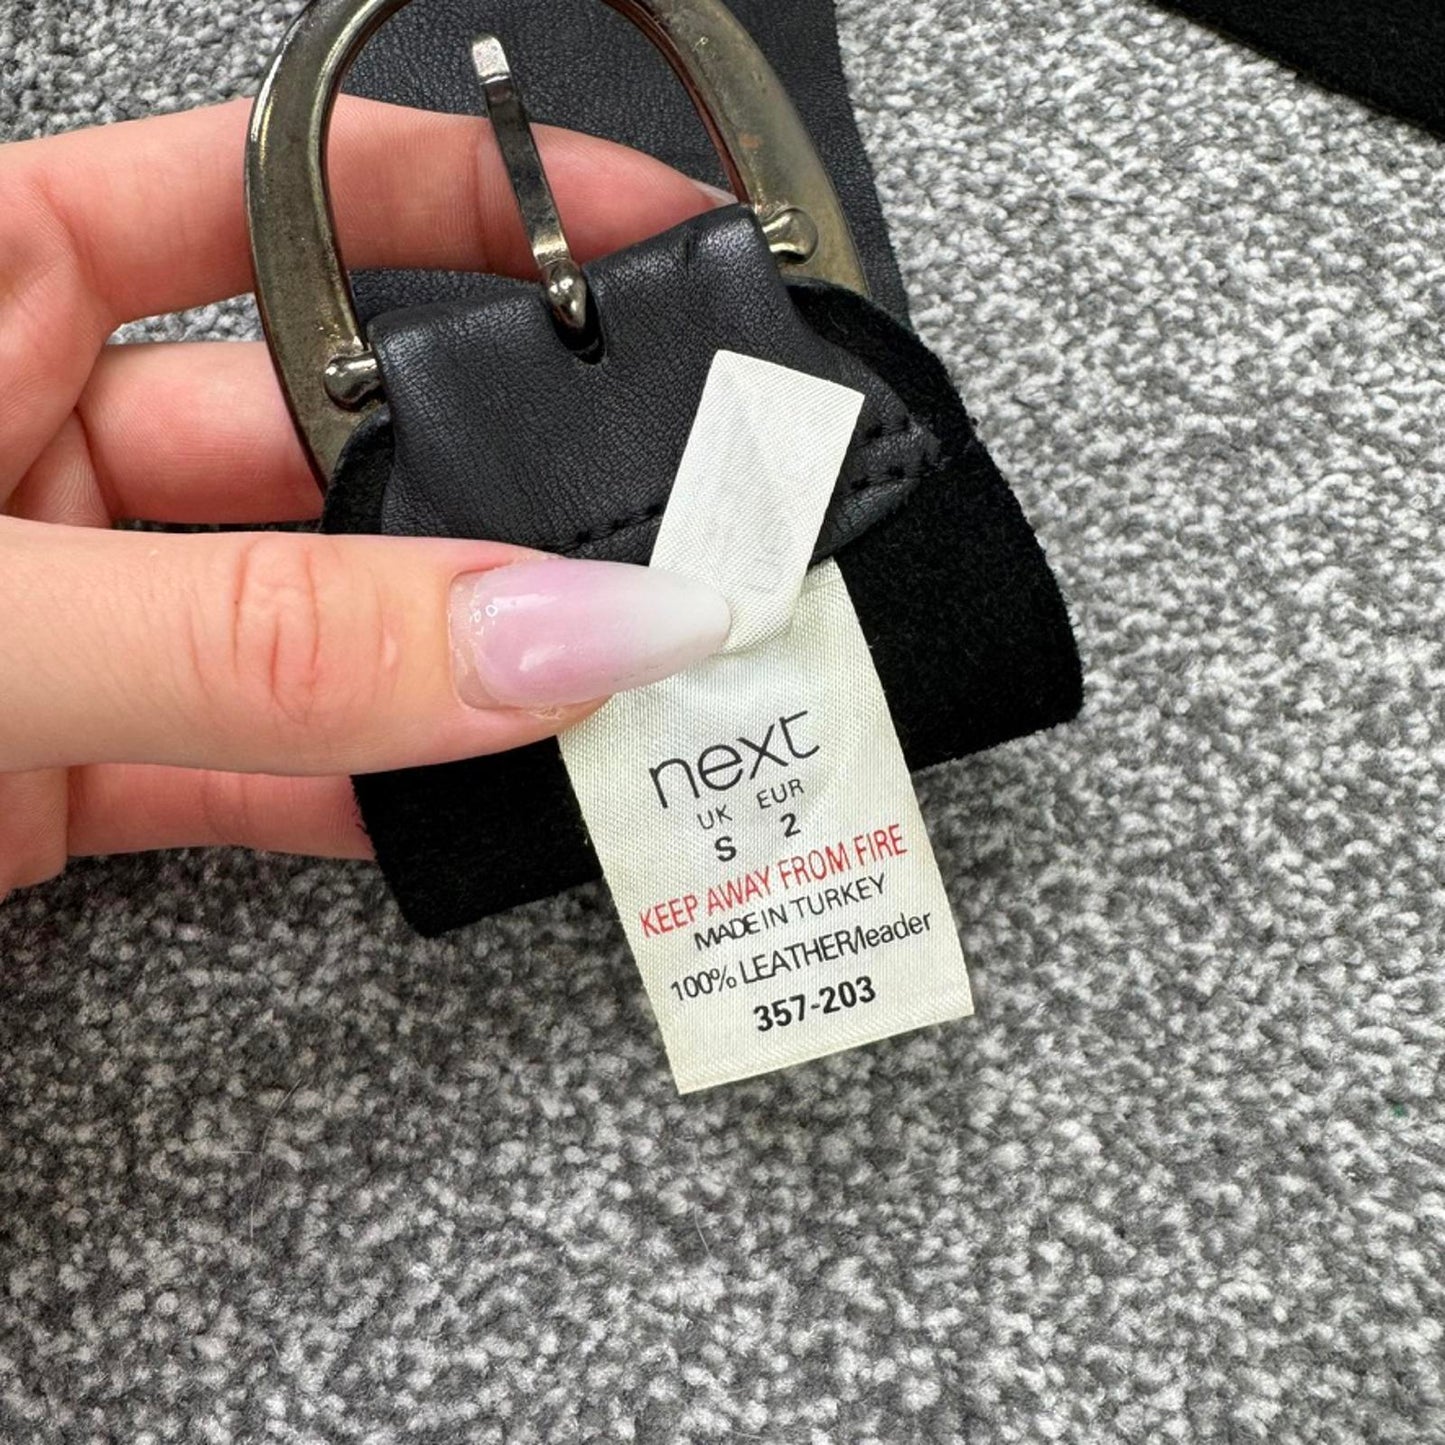 next
UK EUR
S 2
KEEP AWAY FROM FIRE
MADE IN TURKEY
100% LEATHER/leader
357-203